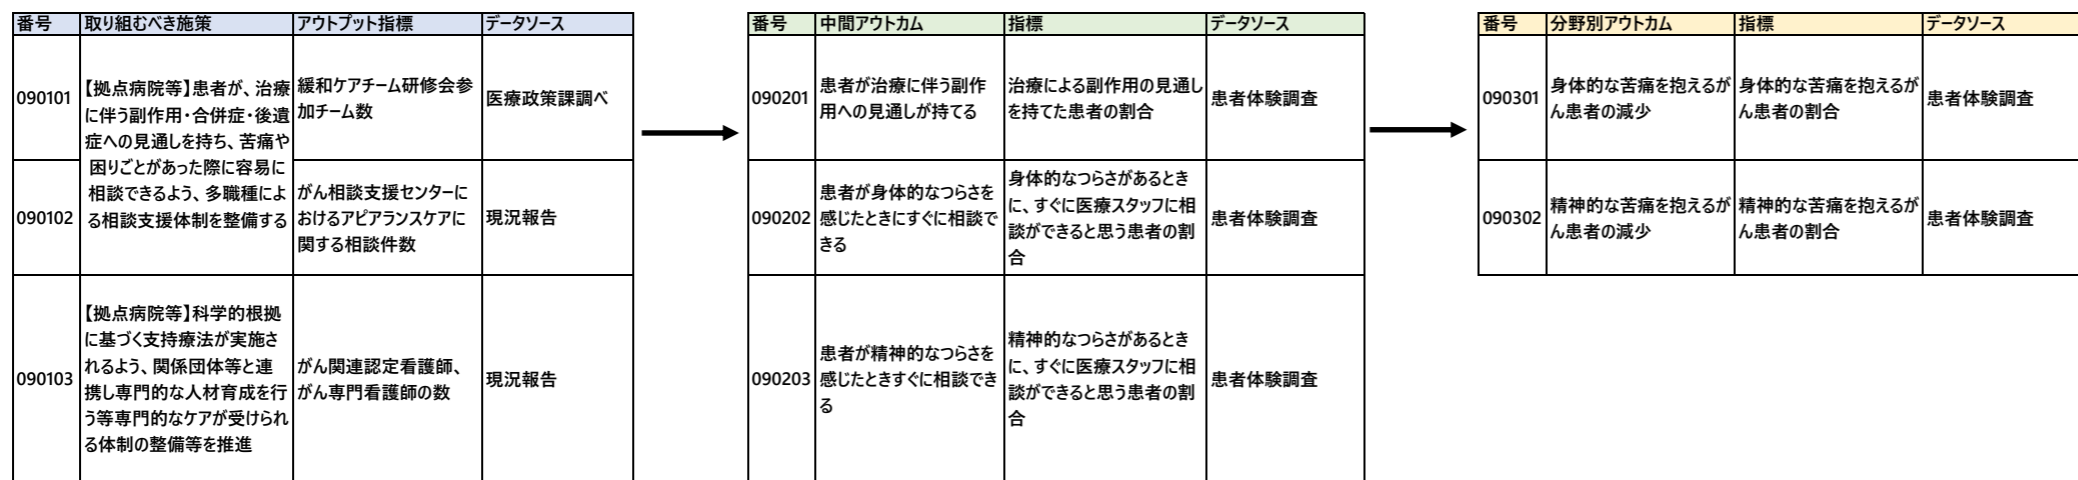 番号 取り組むべき施策 アウトプット指標 データソース
090101
【拠点病院等】患者が、治療
に伴う副作用・合併症・後遺
症への見通しを持ち、苦痛や
困りごとがあった際に容易に
相談できるよう、多職種によ
る相談支援体制を整備する
緩和ケアチーム研修会参
加チーム数
医療政策課調べ
090102
がん相談支援センターに
おけるアピアランスケアに
関する相談件数
現況報告
090103
【拠点病院等】科学的根拠
に基づく支持療法が実施さ
れるよう、関係団体等と連
携し専門的な人材育成を行
う等専門的なケアが受けられ
る体制の整備等を推進
がん関連認定看護師、
がん専門看護師の数
現況報告
番号 中間アウトカム 指標 データソース
090201
患者が治療に伴う副作
用への見通しが持てる
治療による副作用の見通し
を持てた患者の割合
患者体験調査
090202
患者が身体的なつらさを
感じたときにすぐに相談で
きる
身体的なつらさがあるとき
に、すぐに医療スタッフに相
談ができると思う患者の割
合
患者体験調査
090203
患者が精神的なつらさを
感じたときすぐに相談でき
る
精神的なつらさがあるとき
に、すぐに医療スタッフに相
談ができると思う患者の割
合
患者体験調査
番号 分野別アウトカム 指標 データソース
090301
身体的な苦痛を抱えるが
ん患者の減少
身体的な苦痛を抱えるが
ん患者の割合
患者体験調査
090302
精神的な苦痛を抱えるが
ん患者の減少
精神的な苦痛を抱えるが
ん患者の割合
患者体験調査